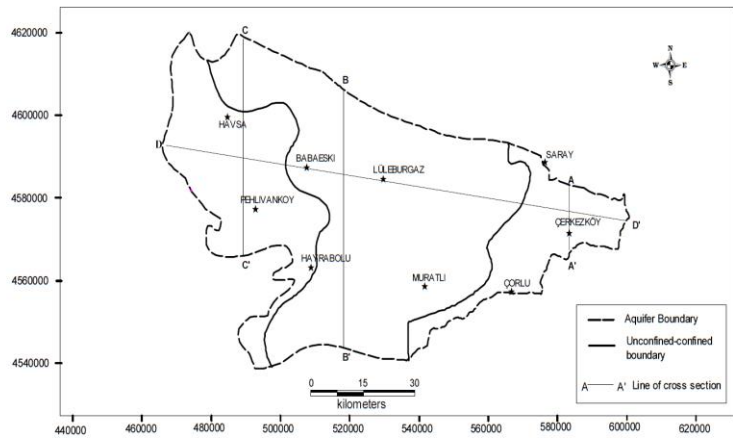 4620000
4600000
4580000
4560000
4540000
440000 460000 480000 500000 520000 540000 560000 580000 600000 620000
C
B
N
W E
S
HAVSA
D
BABAESKI
LÜLEBURGAZ
SARAY
A
PEHLIVANKOY
ÇERKEZKÖY
D'
C'
HAYRABOLU
A'
MURATLI
ÇORLU
B'
0 15 30
kilometers
Aquifer Boundary
Unconfined-confined
boundary
A A' Line of cross section